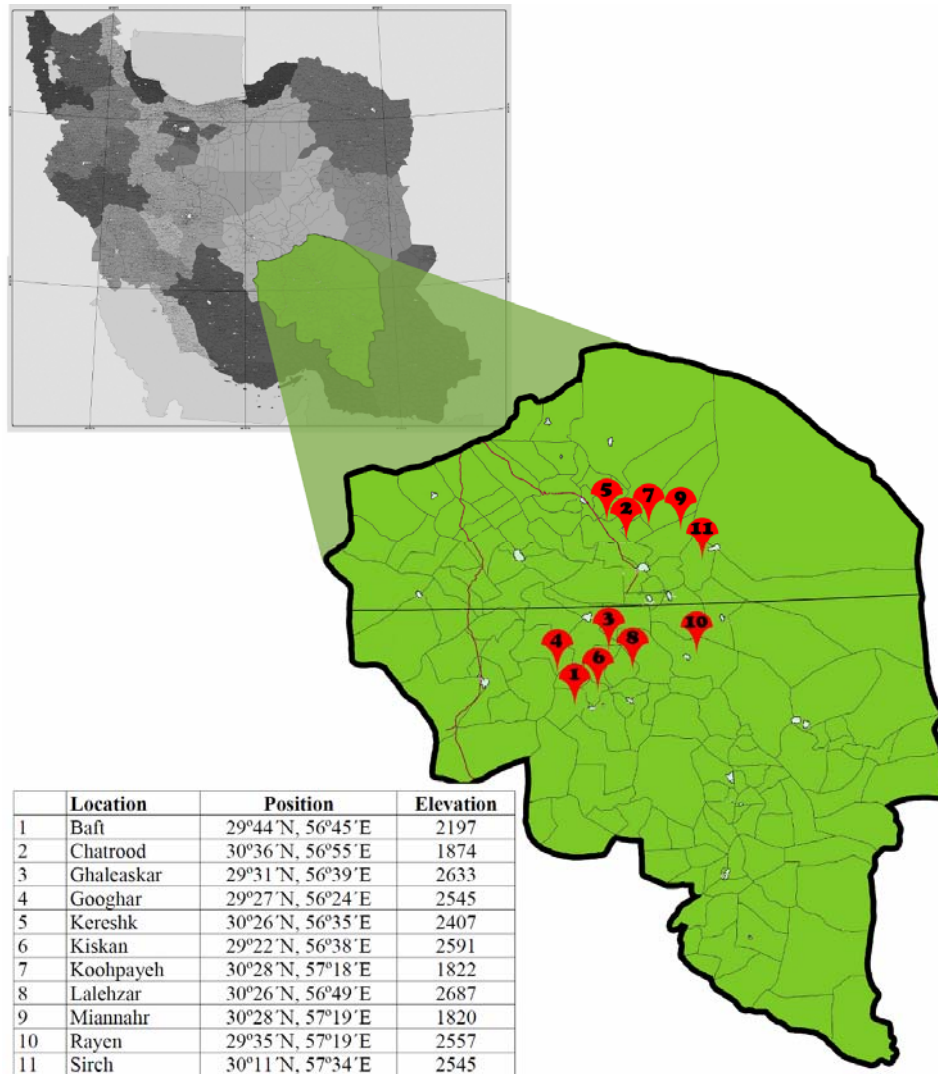 5
7
9
2
11
3
10
4
8
6
1
Location Position Elevation
1 Baft 29º44´N, 56º45´E 2197
2 Chatrood 30º36´N, 56º55´E 1874
3 Ghaleaskar 29º31´N, 56º39´E 2633
4 Googhar 29º27´N, 56º24´E 2545
5 Kereshk 30º26´N, 56º35´E 2407
6 Kiskan 29º22´N, 56º38´E 2591
7 Koohpayeh 30º28´N, 57º18´E 1822
8 Lalehzar 30º26´N, 56º49´E 2687
9 Miannahr 30º28´N, 57º19´E 1820
10 Rayen 29º35´N, 57º19´E 2557
11 Sirch 30º11´N, 57º34´E 2545